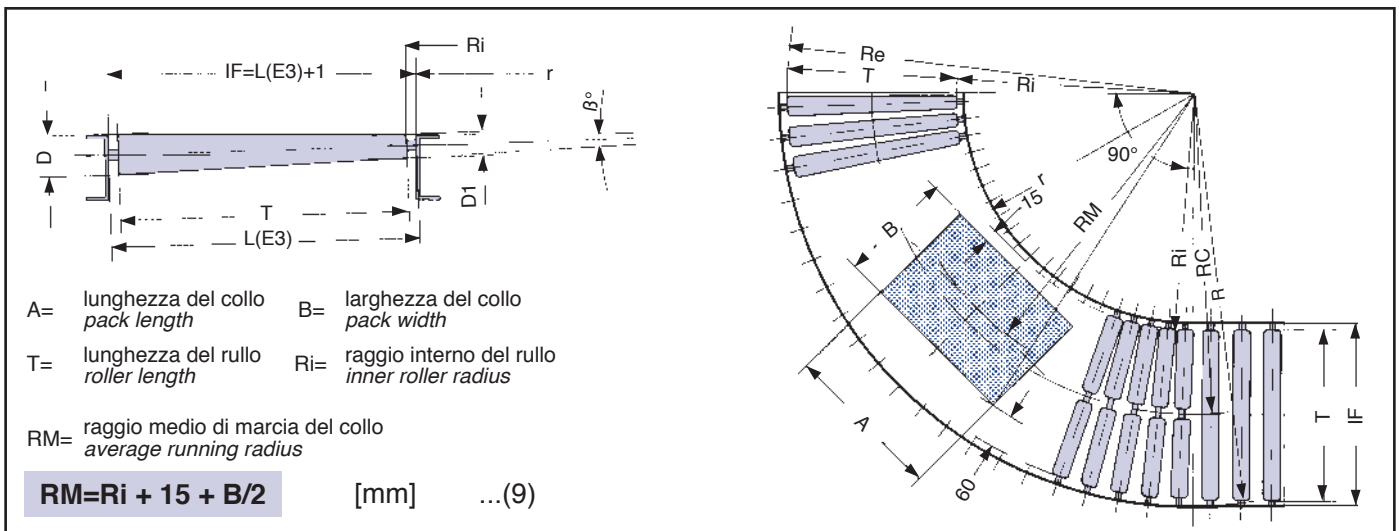 Ri
IF=L(E3)+1
r
ß°
D
D1
T
L(E3)
A= lunghezza del collo
pack length
B= larghezza del collo
pack width
T= lunghezza del rullo
roller length
Ri= raggio interno del rullo
inner roller radius
RM= raggio medio di marcia del collo
average running radius
RM=Ri + 15 + B/2 [mm] ...(9)
Re
T
Ri
90°
r
15
RM
B
Ri
RC
R
A
60
T
IF